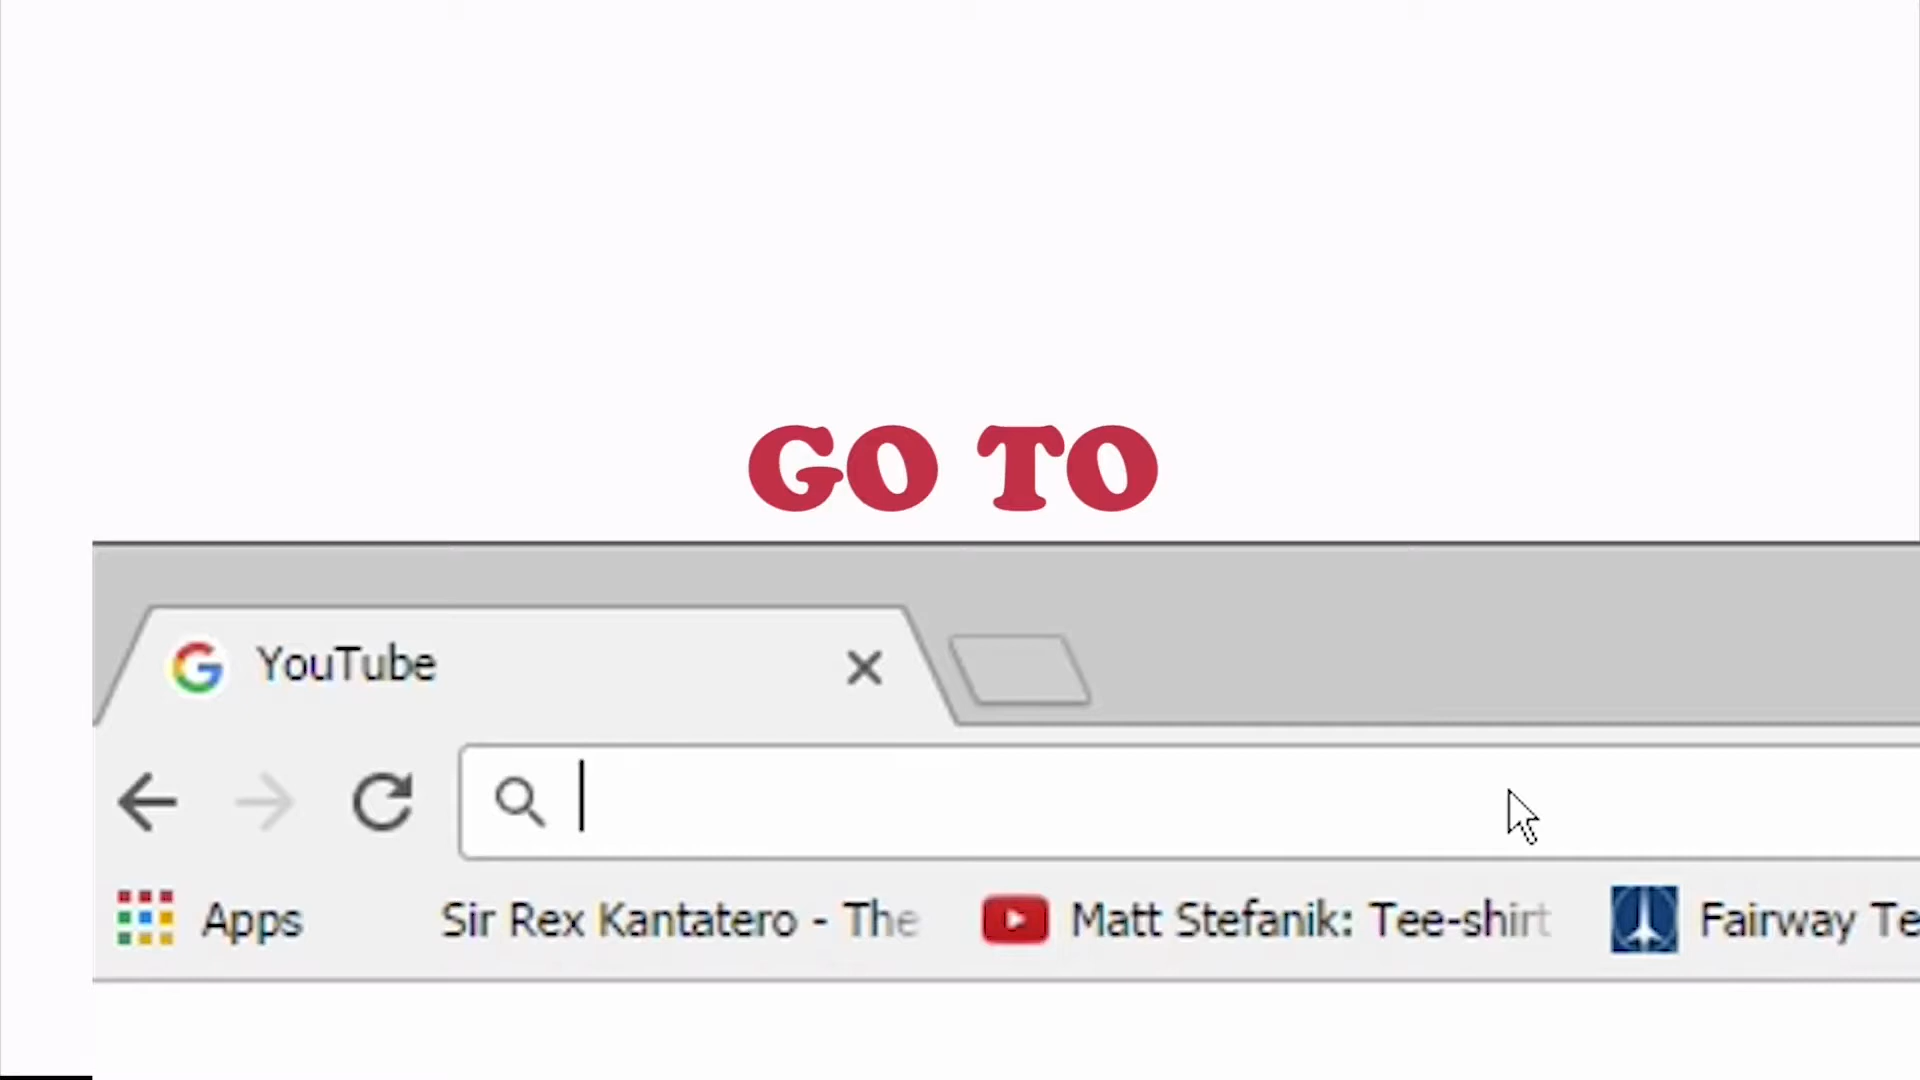 GO TO
YouTube
Apps
Sir Rex Kantatero - The
Matt Stefanik: Tee-shirt
Fairway Te